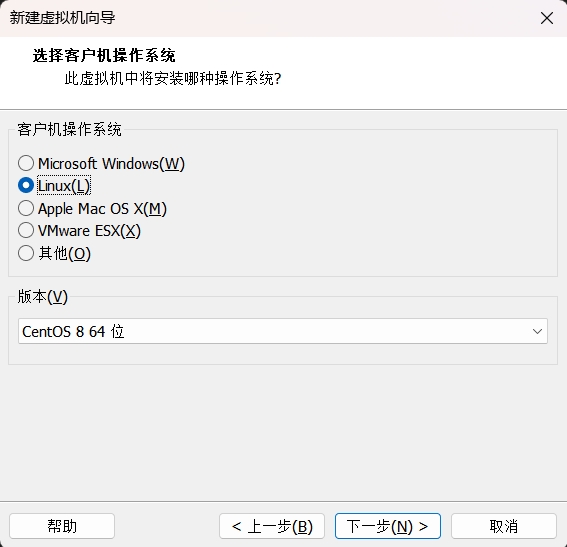 新建虚拟机向导
选择客户机操作系统
此虚拟机中将安装哪种操作系统?
客户机操作系统
Microsoft Windows(W)
Linux(L)
Apple Mac OS X(M)
VMware ESX(X)
其他(O)
版本(V)
CentOS 8 64 位
帮助
< 上一步(B)
下一步(N) >
取消